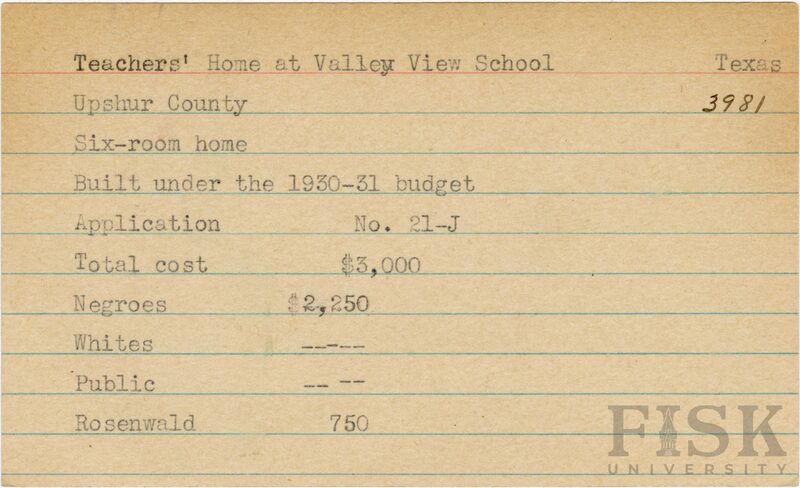 Teachers' Home at Valley View School Texas
Upshur County 3981
Six-room home
Built under the 1930-31 budget
Application No. 21-J
Total cost $3,000
Negroes $2,250
Whites -----
Public -- --
Rosenwald 750
FISK
UNIVERSITY